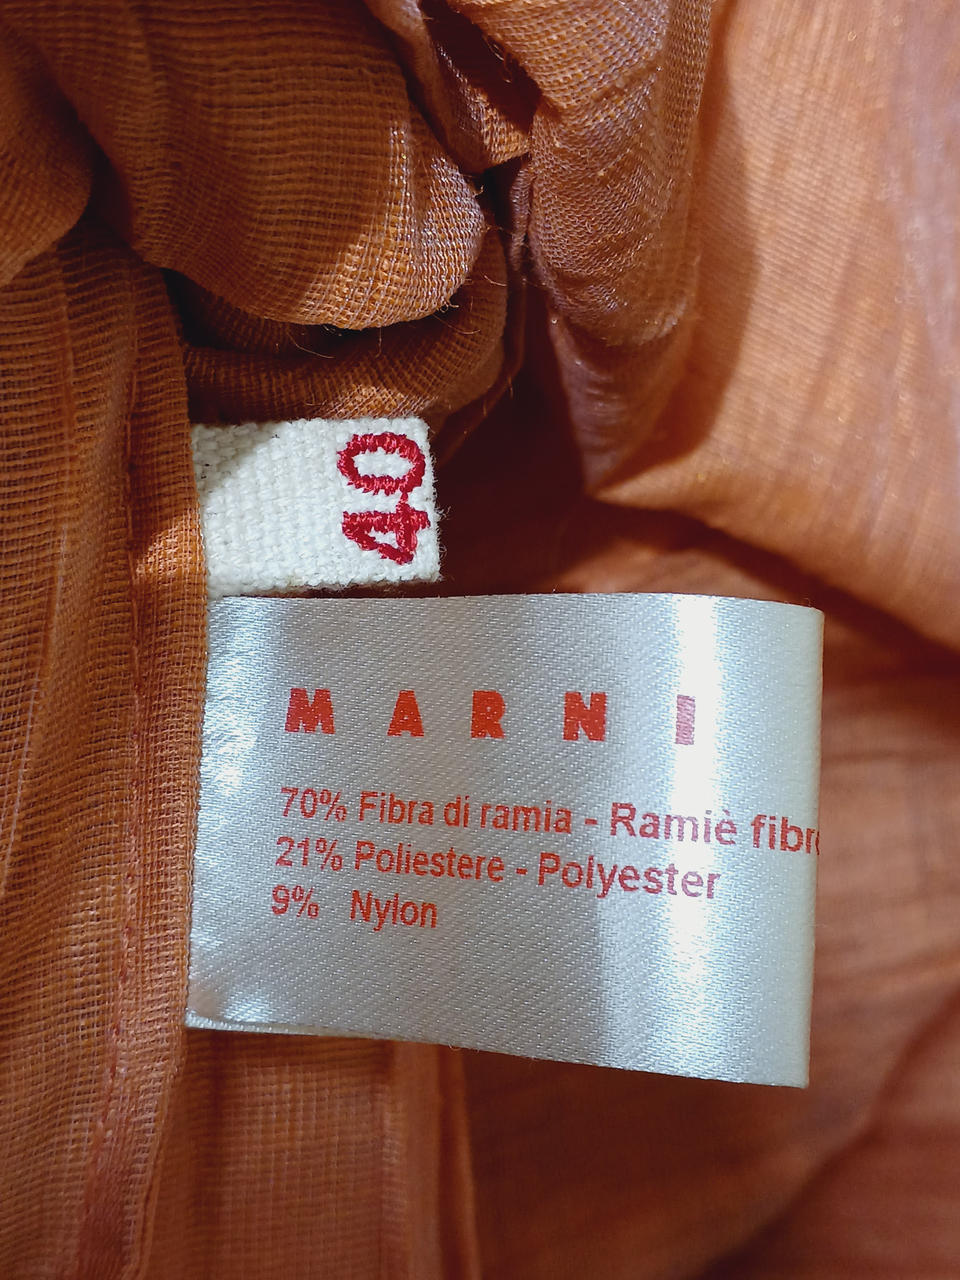 40
MARNI
70% Fibra di ramia - Ramiè fibre
21% Poliestere - Polyester
9% Nylon